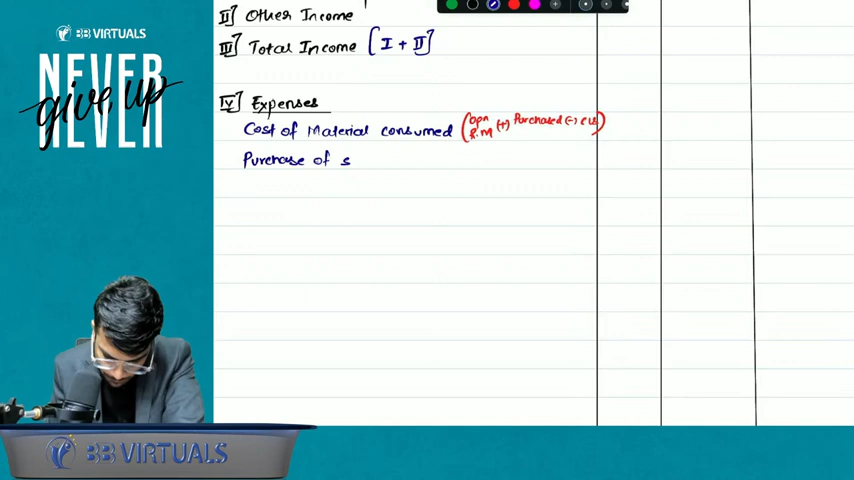 II] Other Income
III] Total Income [I + II]
IV] Expenses
Cost of Material consumed (Opn R.M (+) Purchased (-) cls)
Purchase of s
BB VIRTUALS
NEVER
give up
NEVER
BB VIRTUALS